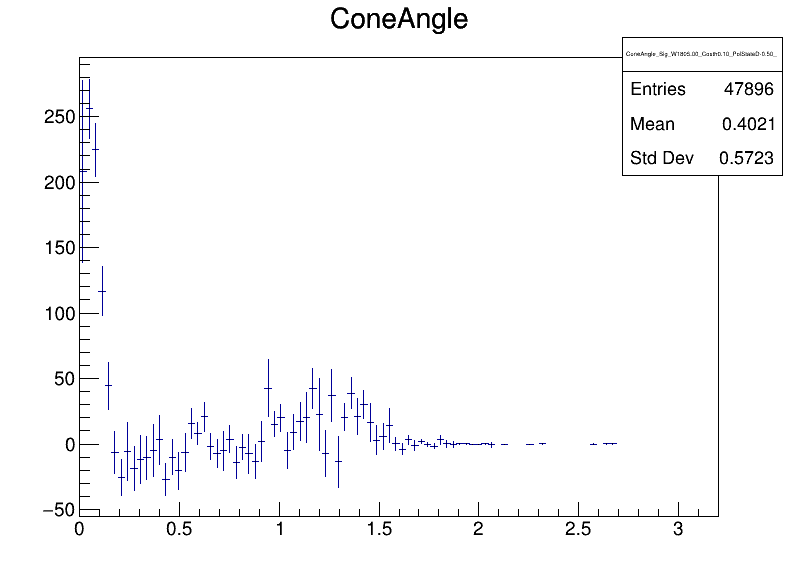 ConeAngle
ConeAngle_Sig_W1805.00_Costh0.10_PolStateD-0.50_
Entries 47896
Mean 0.4021
Std Dev 0.5723
250
200
150
100
50
0
−50
0 0.5 1 1.5 2 2.5 3